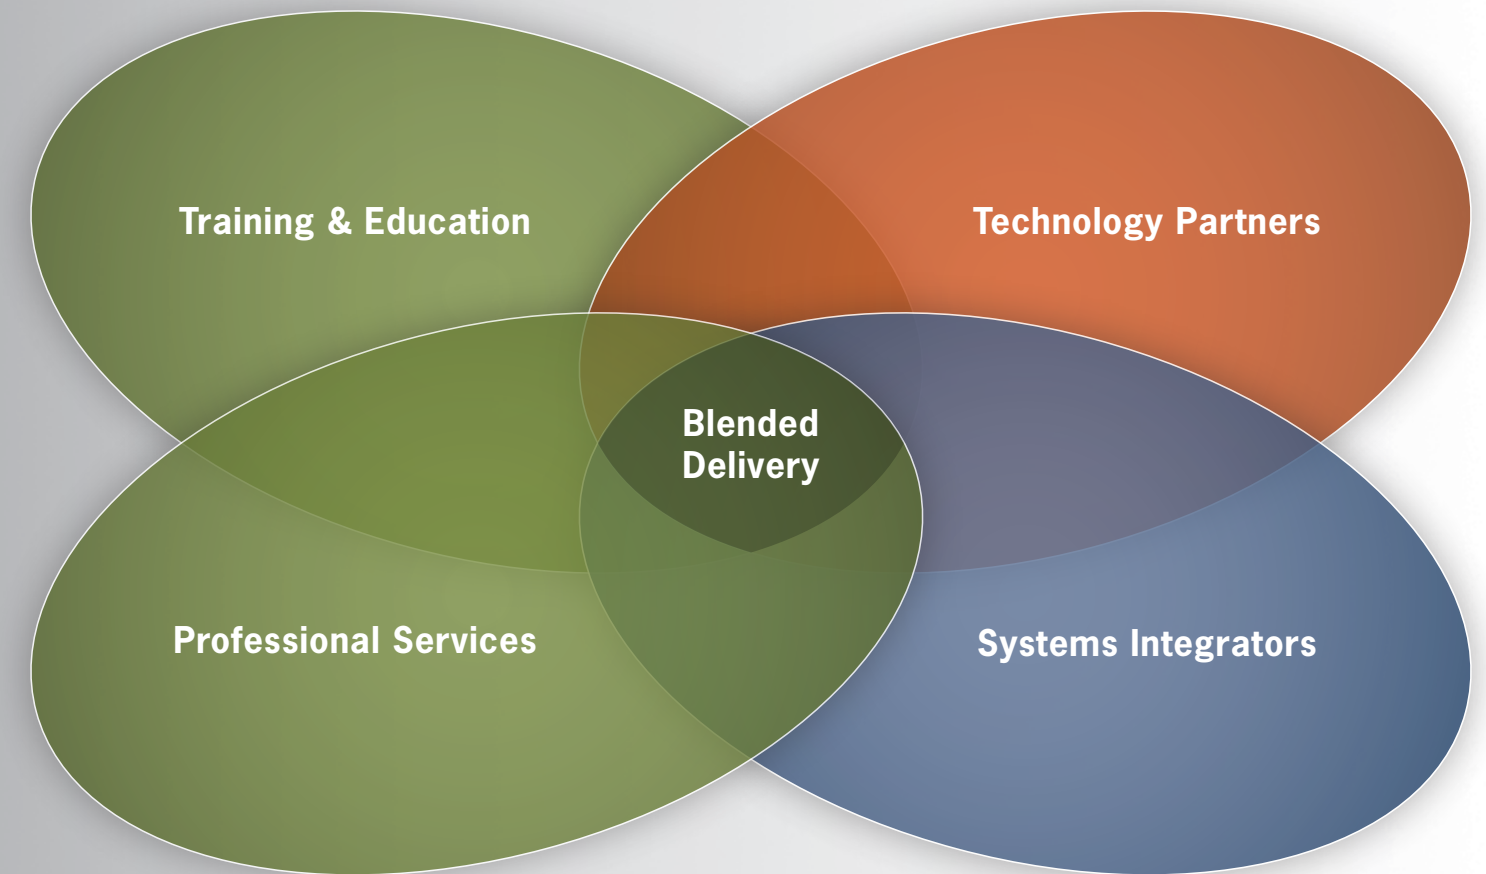 Training & Education
Technology Partners
Blended
Delivery
Professional Services
Systems Integrators